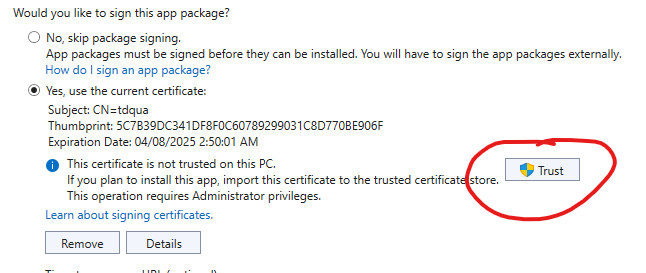 Would you like to sign this app package?
No, skip package signing.
App packages must be signed before they can be installed. You will have to sign the app packages externally.
How do I sign an app package?
Yes, use the current certificate:
Subject: CN=tdqua
Thumbprint: 5C7B39DC341DF8F0C60789299031C8D770BE906F
Expiration Date: 04/08/2025 2:50:01 AM
This certificate is not trusted on this PC.
If you plan to install this app, import this certificate to the trusted certificate store.
Trust
This operation requires Administrator privileges.
Learn about signing certificates.
Remove
Details